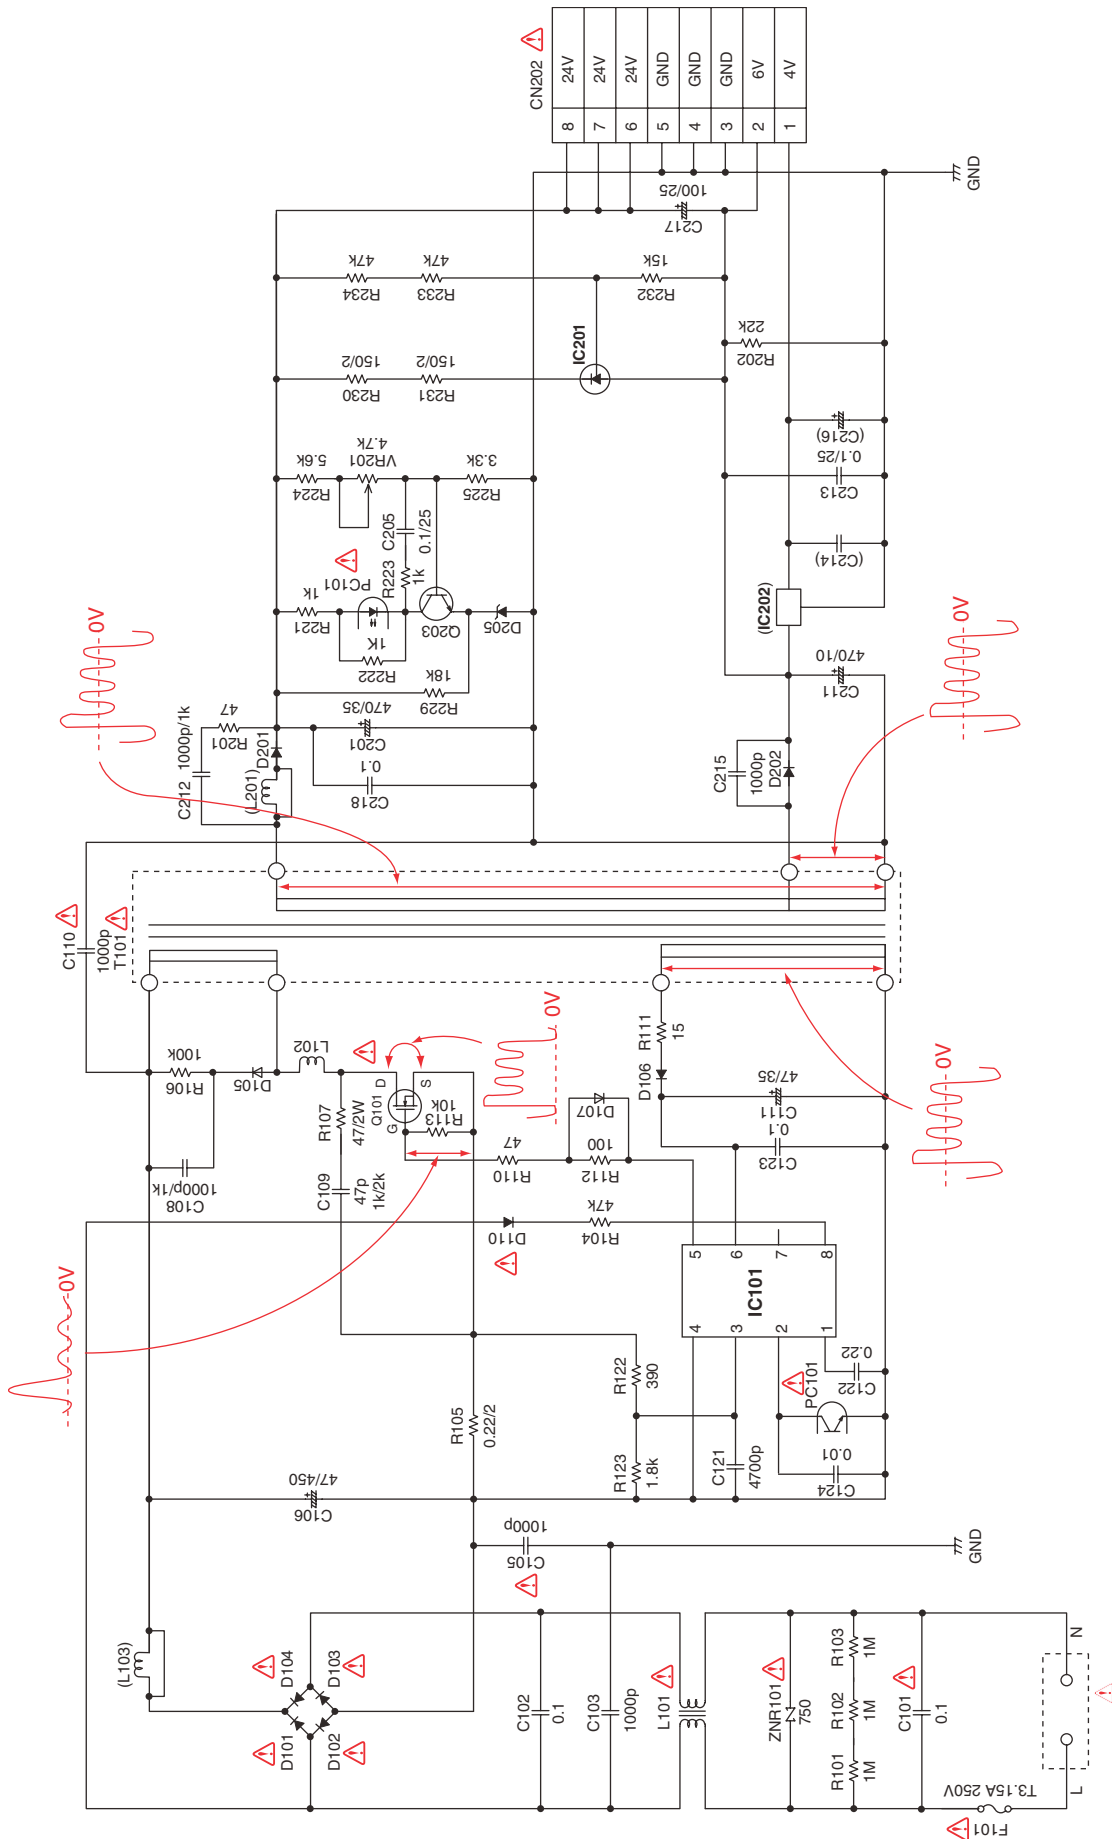 CN202
8 24V
7 24V
6 24V
5 GND
4 GND
3 GND
2 6V
1 4V
GND
100/25
C217
47k
R234
47k
R233
15k
R232
150/2
R230
150/2
R231
IC201
22k
R202
5.6k
R224
4.7k
VR201
3.3k
R225
C205
0.1/25
R223
1k
PC101
1k
R221
1K
R222
Q203
D205
18k
R229
(C216)
0.1/25
C213
(C214)
(IC202)
470/10
C211
0V
0V
47
R201
C212 1000p/1k
D201
(L201)
470/35
C201
0.1
C218
C215
1000p
D202
C110
1000p
T101
100k
R106
D105
L102
1000p/1k
C108
R107
47/2W
C109
47p
1k/2k
Q101
D
S
G
10k
R113
0V
47
R110
100
R112
D107
R111
15
D106
47/35
C111
0.1
C123
0V
D110
47k
R104
0V
IC101
5
6
7
8
4
3
2
1
R122
390
R123
1.8k
C121
4700p
R105
0.22/2
PC101
0.22
C122
0.01
C124
47/450
C106
1000p
C105
GND
(L103)
D104
D103
D101
D102
C102
0.1
C103
1000p
L101
ZNR101
750
R103
1M
R102
1M
R101
1M
C101
0.1
N
L
T3.15A 250V
F101